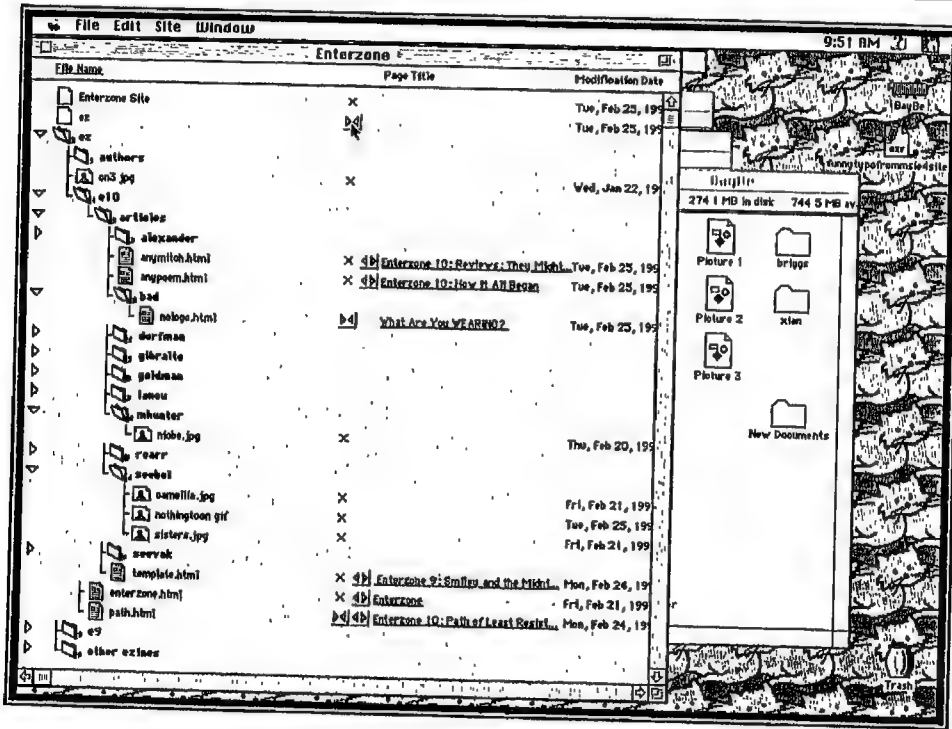 File Edit Site Window
9:51 AM
Enterzone
File Name Page Title Modification Date
Enterzone Site Tue, Feb 25, 199
ez Tue, Feb 25, 199
ez
authors
on3.jpg Wed, Jan 22, 19
e10
articles
alexander
anymitch.html Enterzone 10: Reviews: They Might... Tue, Feb 25, 199
anypoem.html Enterzone 10: How It All Began Tue, Feb 25, 199
bad
nologo.html What Are You WEARING? Tue, Feb 25, 199
dorfman
gibralte
goldman
lanou
mhunter
niobe.jpg Thu, Feb 20, 199
rearr
seebel
camellia.jpg Fri, Feb 21, 199
nothingtoon gif Tue, Feb 25, 199
sisters.jpg Fri, Feb 21, 199
template.html Enterzone 9: Smiley and the Midnt... Mon, Feb 24, 19
enterzone.html Enterzone Fri, Feb 21, 199
path.html Enterzone 10: Path of Least Resist... Mon, Feb 24, 19
e9
other ezines
BayBe
exr
funnytypofrommsie4site
274 1 MB in disk 744 5 MB av
Picture 1
briggs
Picture 2
xian
Picture 3
New Documents
Trash